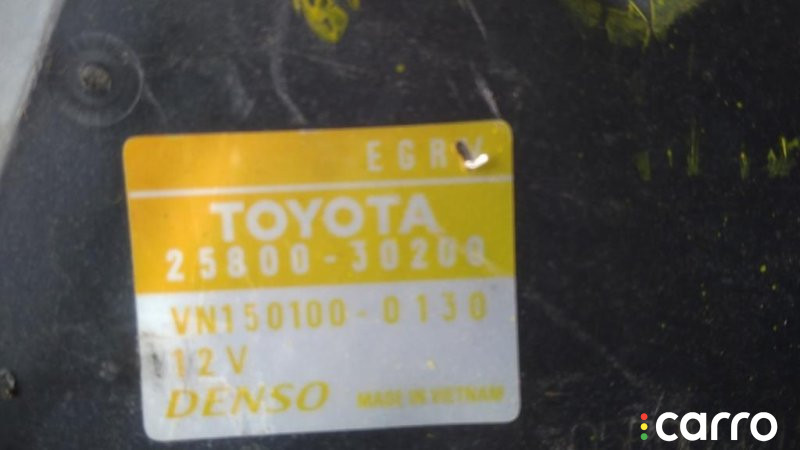 EGRV
TOYOTA
25800-30200
VN150100-0130
12V
DENSO MADE IN VIETNAM
carro